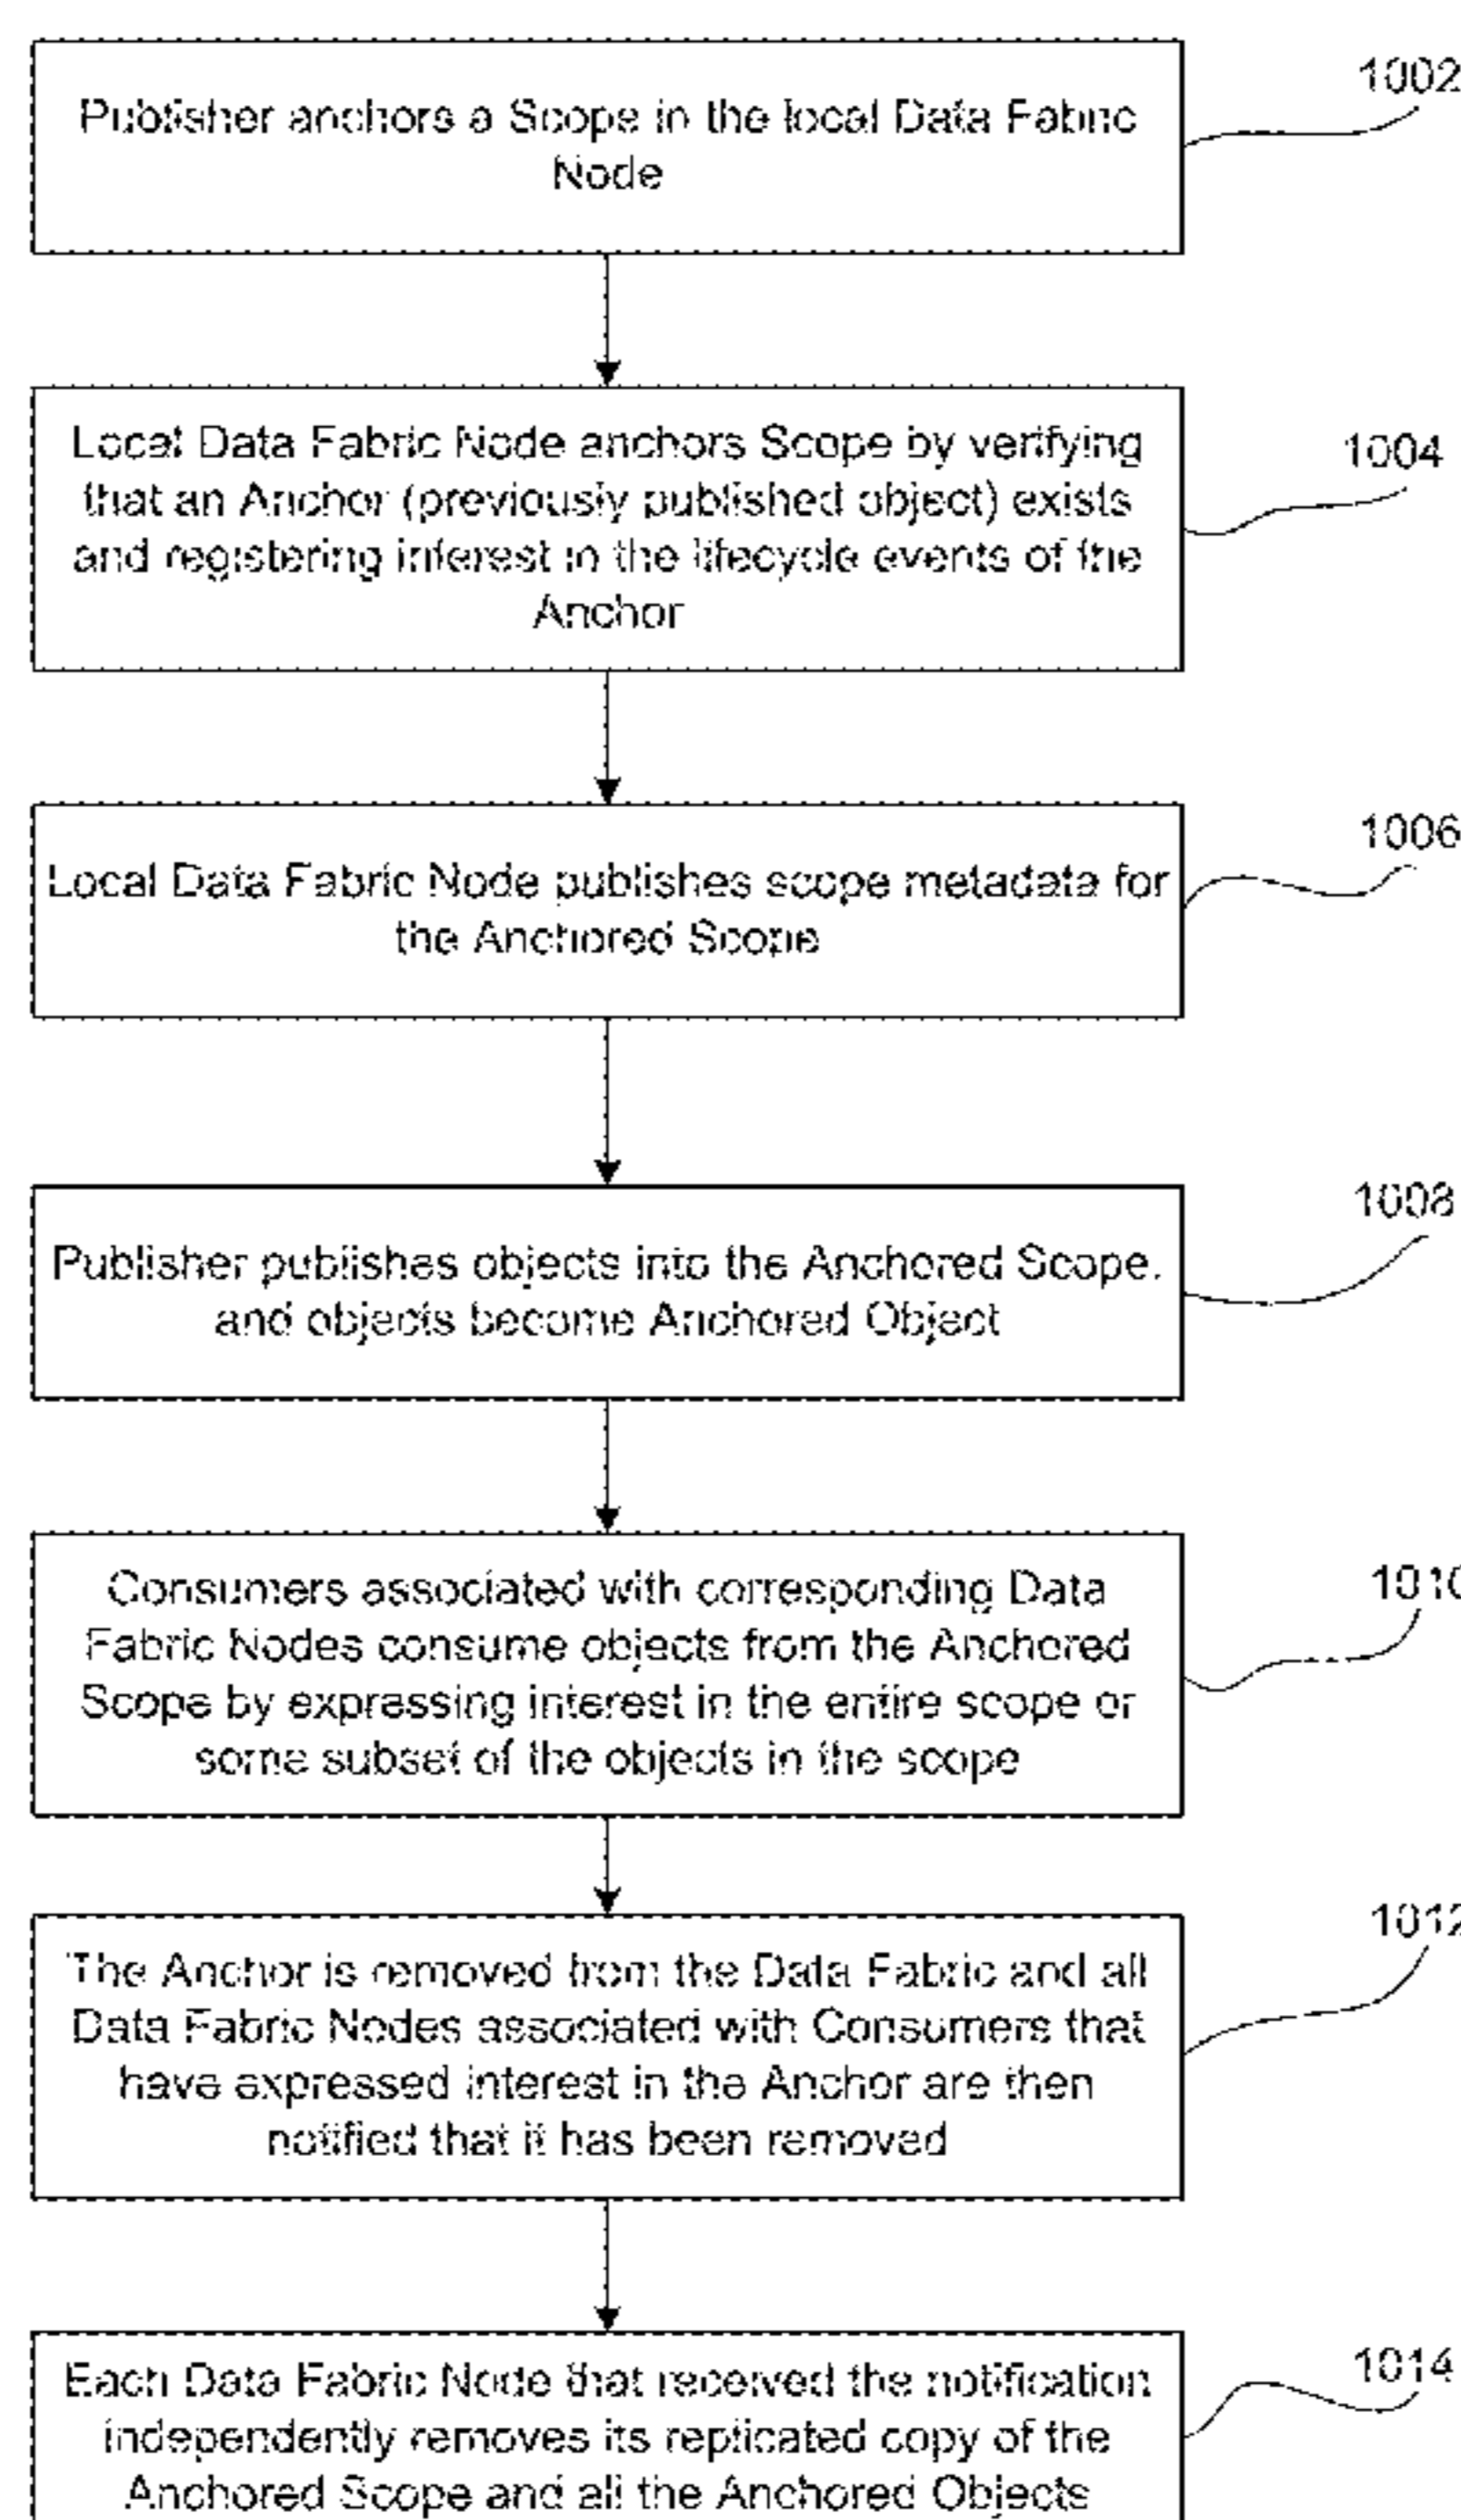 Publisher anchors a Scope in the local Data Fabric
Node
1002
Local Data Fabric Node anchors Scope by verifying
that an Anchor (previously published object) exists
and registering interest in the lifecycle events of the
Anchor
1004
Local Data Fabric Node publishes scope metadata for
the Anchored Scope
1006
Publisher publishes objects into the Anchored Scope,
and objects become Anchored Object
1008
Consumers associated with corresponding Data
Fabric Nodes consume objects from the Anchored
Scope by expressing interest in the entire scope or
some subset of the objects in the scope
1010
The Anchor is removed from the Data Fabric and all
Data Fabric Nodes associated with Consumers that
have expressed interest in the Anchor are then
notified that it has been removed
1012
Each Data Fabric Node that received the notification
independently removes its replicated copy of the
Anchored Scope and all the Anchored Objects
1014